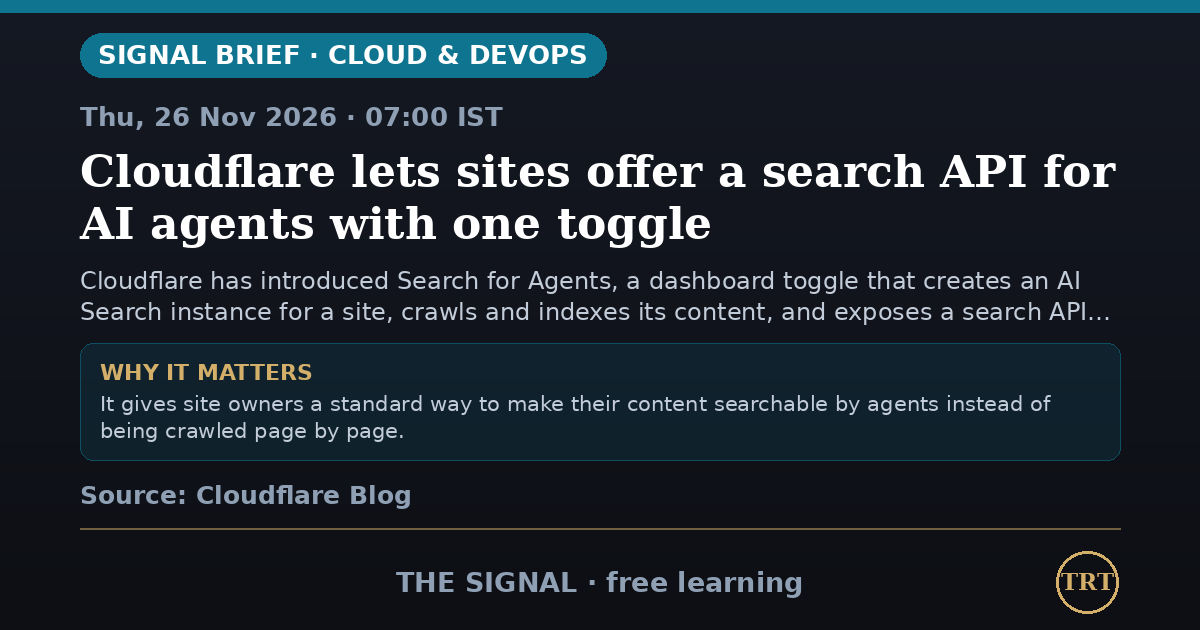 SIGNAL BRIEF · CLOUD & DEVOPS
Thu, 26 Nov 2026 · 07:00 IST
Cloudflare lets sites offer a search API for
AI agents with one toggle
Cloudflare has introduced Search for Agents, a dashboard toggle that creates an AI
Search instance for a site, crawls and indexes its content, and exposes a search API…
WHY IT MATTERS
It gives site owners a standard way to make their content searchable by agents instead of
being crawled page by page.
Source: Cloudflare Blog
THE SIGNAL · free learning
TRT